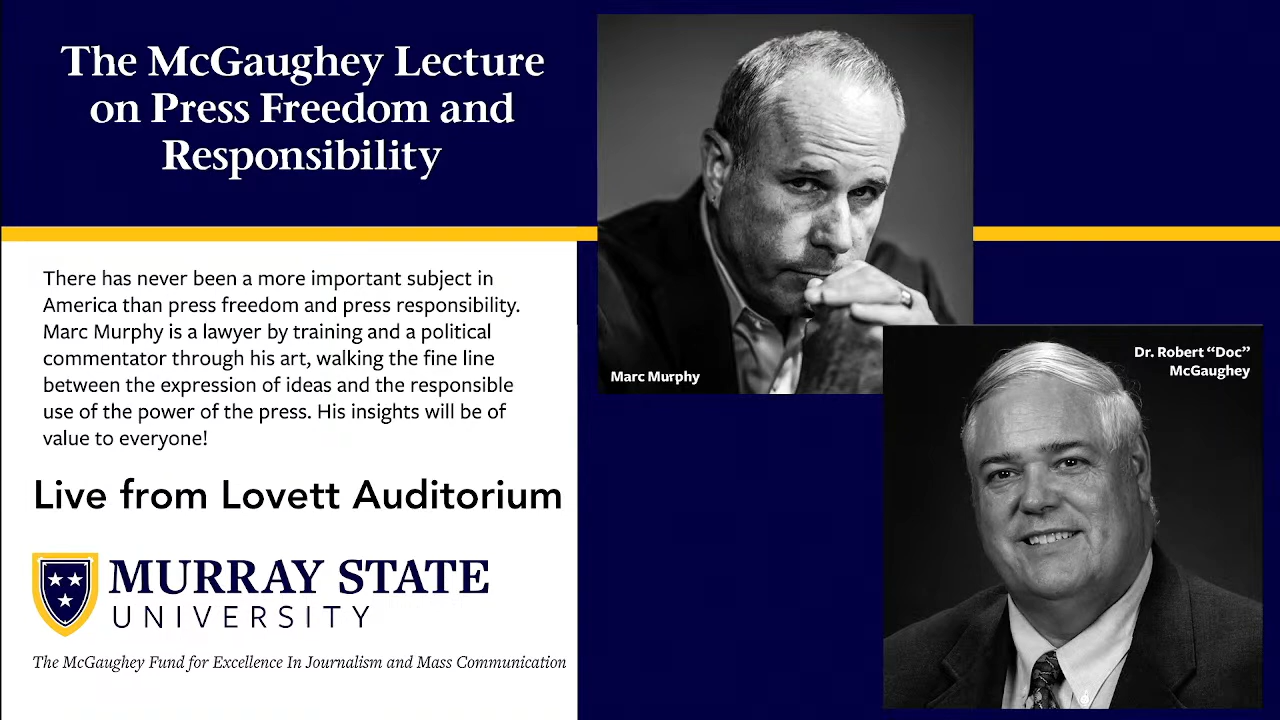 The McGaughey Lecture
on Press Freedom and
Responsibility
There has never been a more important subject in
America than press freedom and press responsibility.
Marc Murphy is a lawyer by training and a political
commentator through his art, walking the fine line
between the expression of ideas and the responsible
use of the power of the press. His insights will be of
value to everyone!
Live from Lovett Auditorium
MURRAY STATE
UNIVERSITY
The McGaughey Fund for Excellence In Journalism and Mass Communication
Marc Murphy
Dr. Robert “Doc”
McGaughey